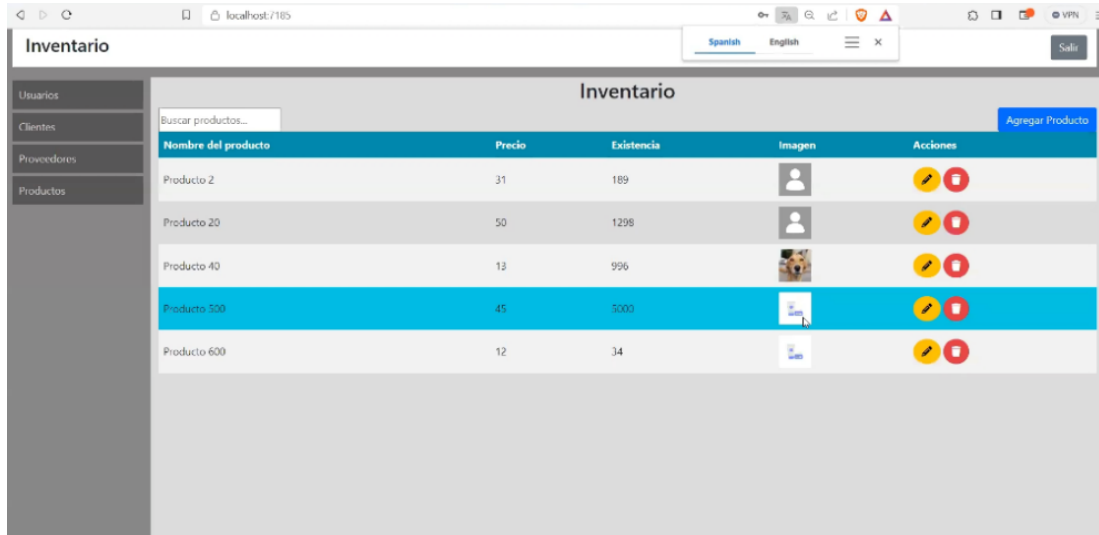 localhost:7185
VPN
Inventario
Spanish English
Salir
Usuarios
Clientes
Proveedores
Productos
Inventario
Buscar productos...
Agregar Producto
Nombre del producto Precio Existencia Imagen Acciones
Producto 2 31 189
Producto 20 50 1298
Producto 40 13 996
Producto 500 45 5000
Producto 600 12 34